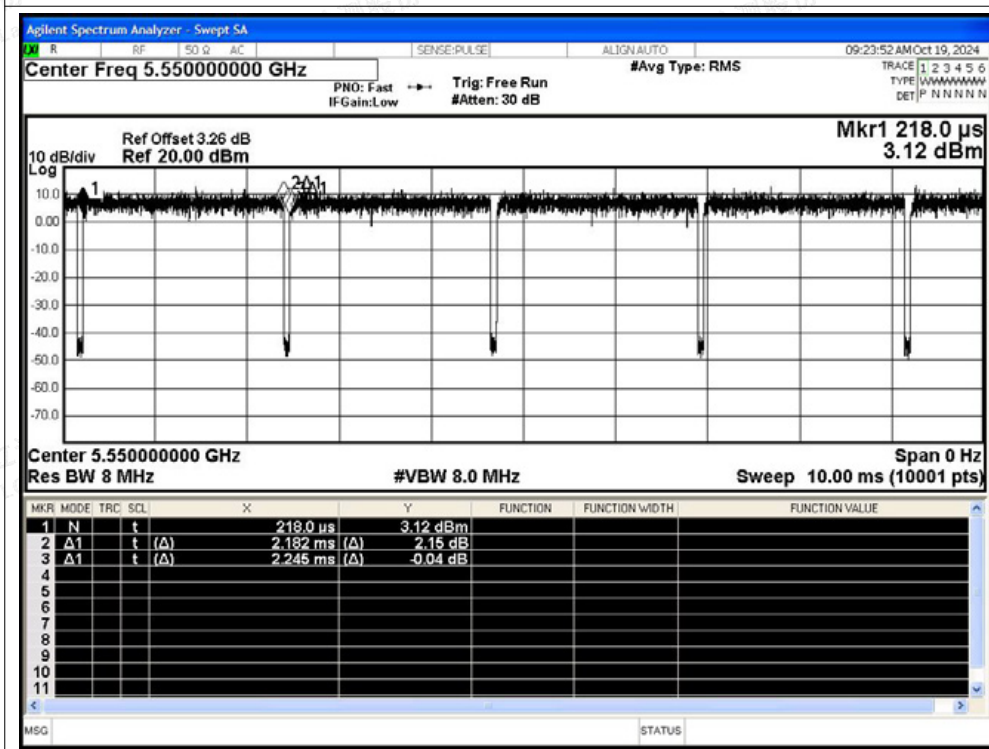 Agilent Spectrum Analyzer - Swept SA
R RF 50 Ω AC SENSE:PULSE ALIGN AUTO 09:23:52 AM Oct 19, 2024
Center Freq 5.550000000 GHz #Avg Type: RMS TRACE 1 2 3 4 5 6
PNO: Fast Trig: Free Run TYPE WWWWWW
IFGain:Low #Atten: 30 dB DET P N N N N N
Mkr1 218.0 µs
Ref Offset 3.26 dB
10 dB/div Ref 20.00 dBm 3.12 dBm
Log
10.0
1
2Δ1
0.00
-10.0
-20.0
-30.0
-40.0
-50.0
-60.0
-70.0
Center 5.550000000 GHz Span 0 Hz
Res BW 8 MHz #VBW 8.0 MHz Sweep 10.00 ms (10001 pts)
MKR MODE TRC SCL X Y FUNCTION FUNCTION WIDTH FUNCTION VALUE
1 N t 218.0 µs 3.12 dBm
2 Δ1 t (Δ) 2.182 ms (Δ) 2.15 dB
3 Δ1 t (Δ) 2.245 ms (Δ) -0.04 dB
4
5
6
7
8
9
10
11
MSG STATUS